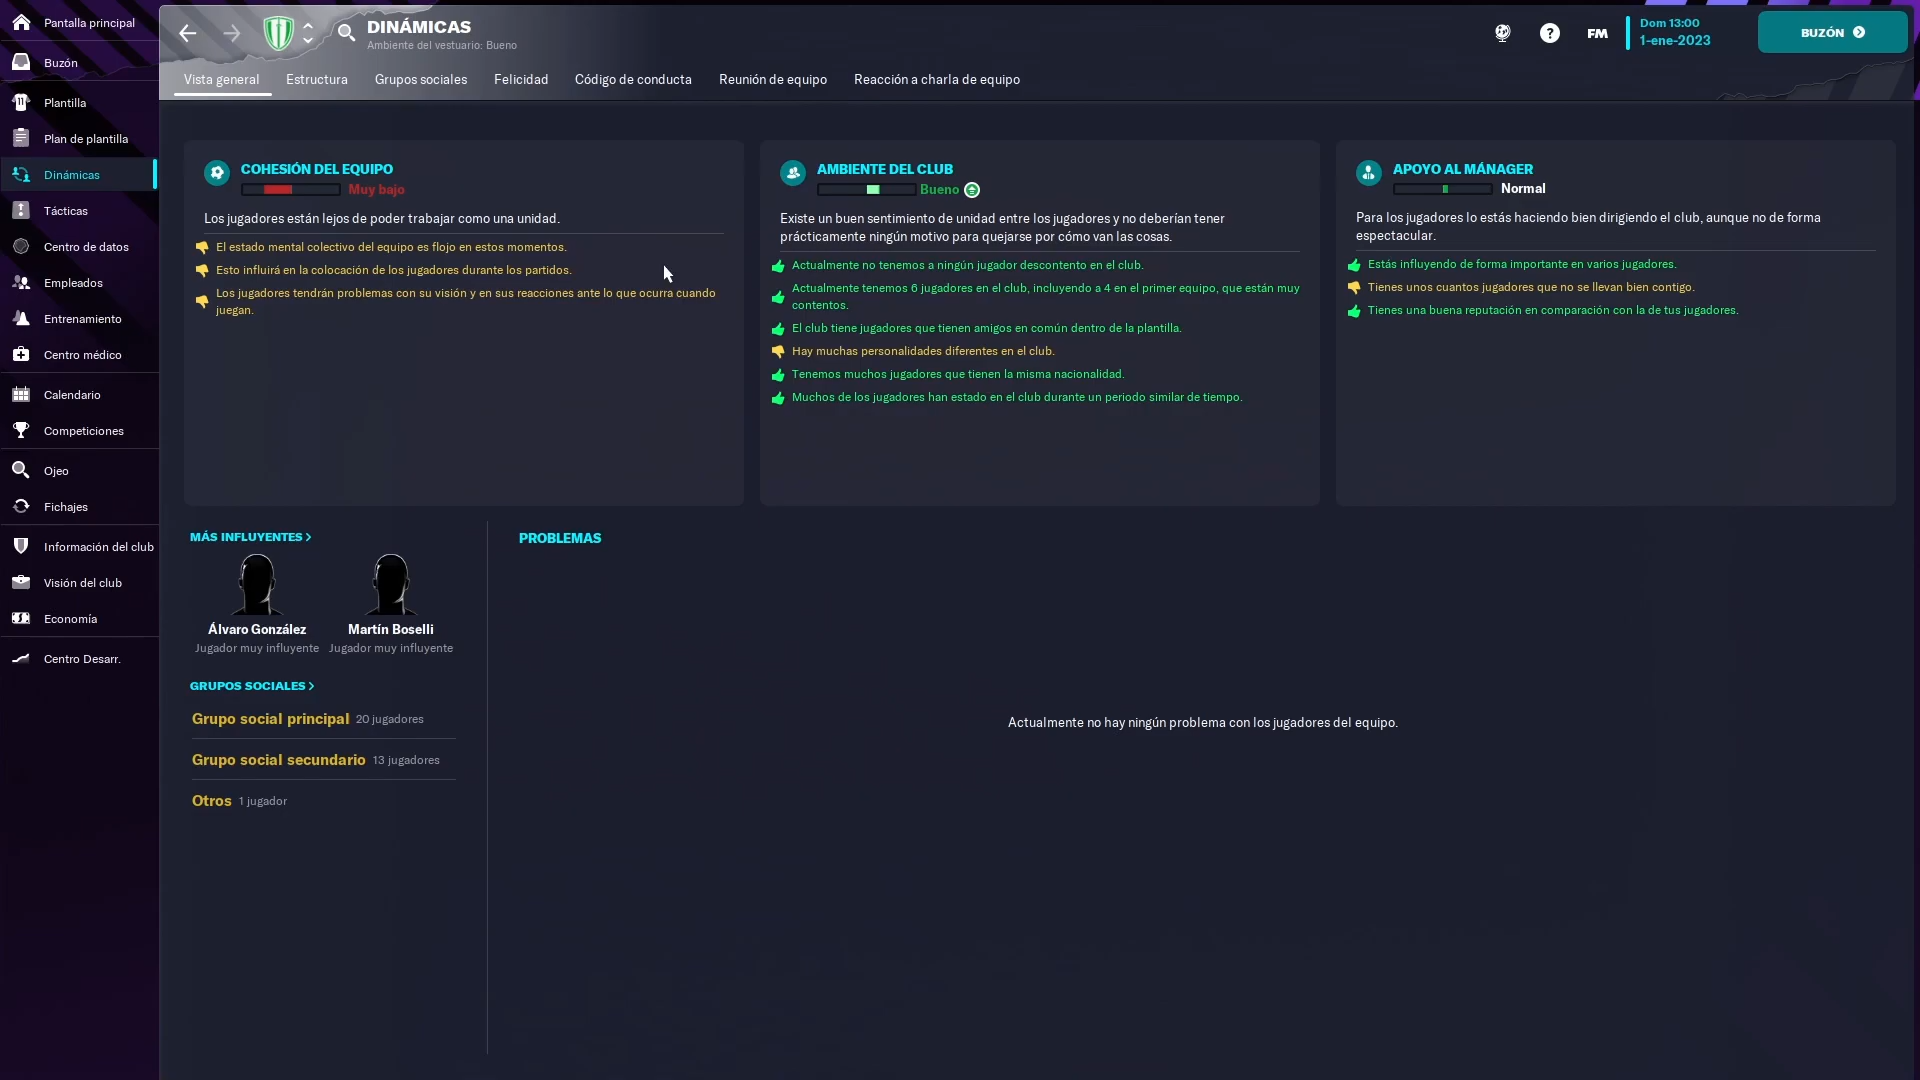 Pantalla principal
Buzón
Plantilla
Plan de plantilla
Dinámicas
Tácticas
Centro de datos
Empleados
Entrenamiento
Centro médico
Calendario
Competiciones
Ojeo
Fichajes
Información del club
Visión del club
Economía
Centro Desarr.
DINÁMICAS
Ambiente del vestuario: Bueno
FM
Dom 13:00
1-ene-2023
BUZÓN
Vista general
Estructura
Grupos sociales
Felicidad
Código de conducta
Reunión de equipo
Reacción a charla de equipo
COHESIÓN DEL EQUIPO
Muy bajo
Los jugadores están lejos de poder trabajar como una unidad.
El estado mental colectivo del equipo es flojo en estos momentos.
Esto influirá en la colocación de los jugadores durante los partidos.
Los jugadores tendrán problemas con su visión y en sus reacciones ante lo que ocurra cuando
juegan.
AMBIENTE DEL CLUB
Bueno
Existe un buen sentimiento de unidad entre los jugadores y no deberían tener
prácticamente ningún motivo para quejarse por cómo van las cosas.
Actualmente no tenemos a ningún jugador descontento en el club.
Actualmente tenemos 6 jugadores en el club, incluyendo a 4 en el primer equipo, que están muy
contentos.
El club tiene jugadores que tienen amigos en común dentro de la plantilla.
Hay muchas personalidades diferentes en el club.
Tenemos muchos jugadores que tienen la misma nacionalidad.
Muchos de los jugadores han estado en el club durante un periodo similar de tiempo.
APOYO AL MÁNAGER
Normal
Para los jugadores lo estás haciendo bien dirigiendo el club, aunque no de forma
espectacular.
Estás influyendo de forma importante en varios jugadores.
Tienes unos cuantos jugadores que no se llevan bien contigo.
Tienes una buena reputación en comparación con la de tus jugadores.
MÁS INFLUYENTES
Álvaro González
Jugador muy influyente
Martín Boselli
Jugador muy influyente
GRUPOS SOCIALES
Grupo social principal 20 jugadores
Grupo social secundario 13 jugadores
Otros 1 jugador
PROBLEMAS
Actualmente no hay ningún problema con los jugadores del equipo.